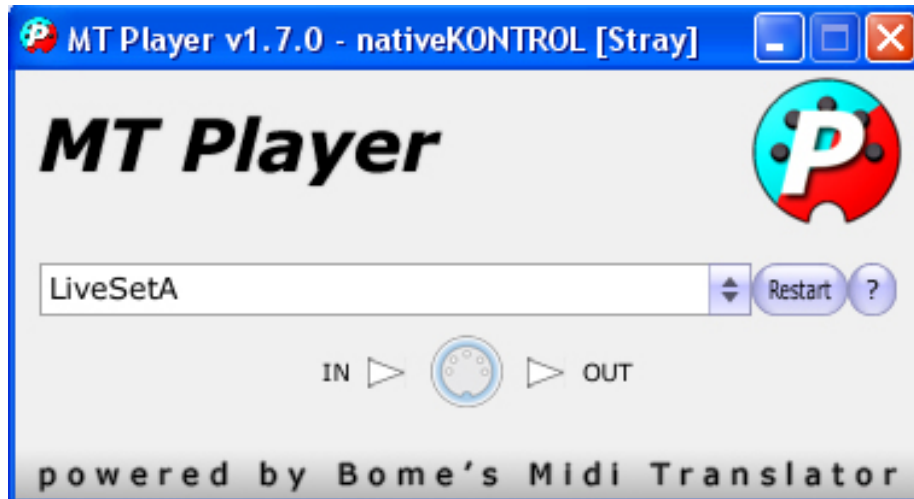 MT Player v1.7.0 - nativeKONTROL [Stray]
MT Player
P
LiveSetA Restart ?
IN OUT
powered by Bome's Midi Translator